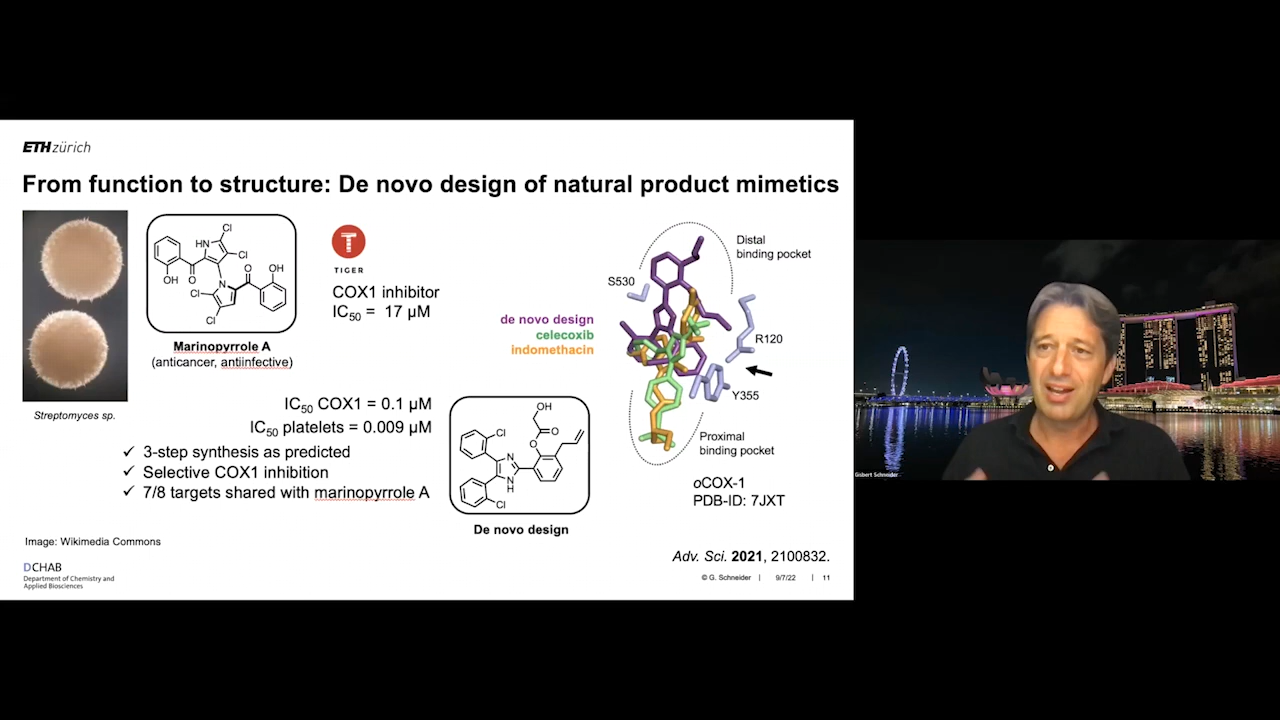 ETH zürich
From function to structure: De novo design of natural product mimetics
Cl
HN
Cl
OH
O
N
O
OH
Cl
Cl
Marinopyrrole A
(anticancer, antiinfective)
Streptomyces sp.
T
TIGER
COX1 inhibitor
IC50 = 17 µM
de novo design
celecoxib
indomethacin
Distal
binding pocket
S530
R120
Y355
Proximal
binding pocket
oCOX-1
PDB-ID: 7JXT
IC50 COX1 = 0.1 µM
IC50 platelets = 0.009 µM
✓ 3-step synthesis as predicted
✓ Selective COX1 inhibition
✓ 7/8 targets shared with marinopyrrole A
OH
O
O
Cl
N
N
H
Cl
De novo design
Image: Wikimedia Commons
Adv. Sci. 2021, 2100832.
DCHAB
Department of Chemistry and
Applied Biosciences
© G. Schneider | 9/7/22 | 11
Gisbert Schneider